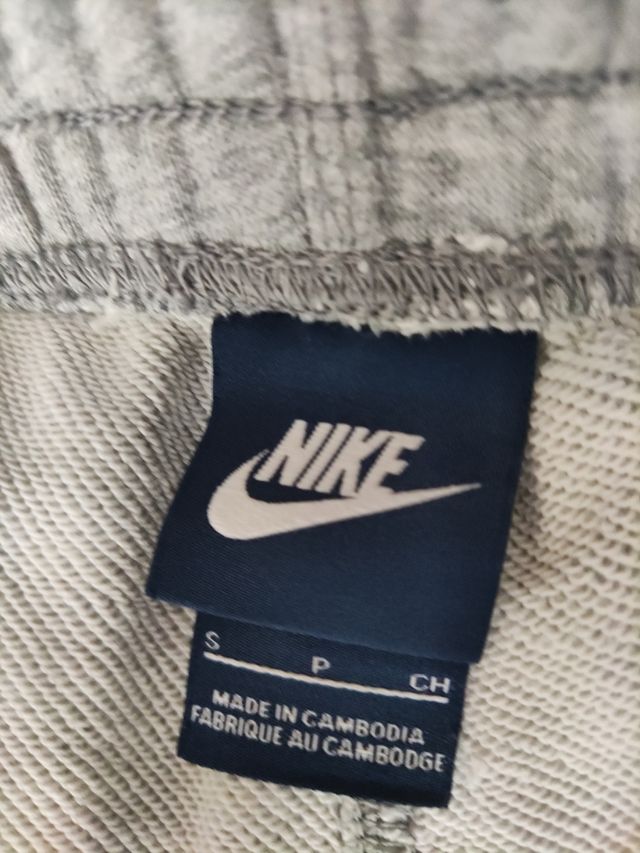 NIKE
S P CH
MADE IN CAMBODIA
FABRIQUE AU CAMBODGE